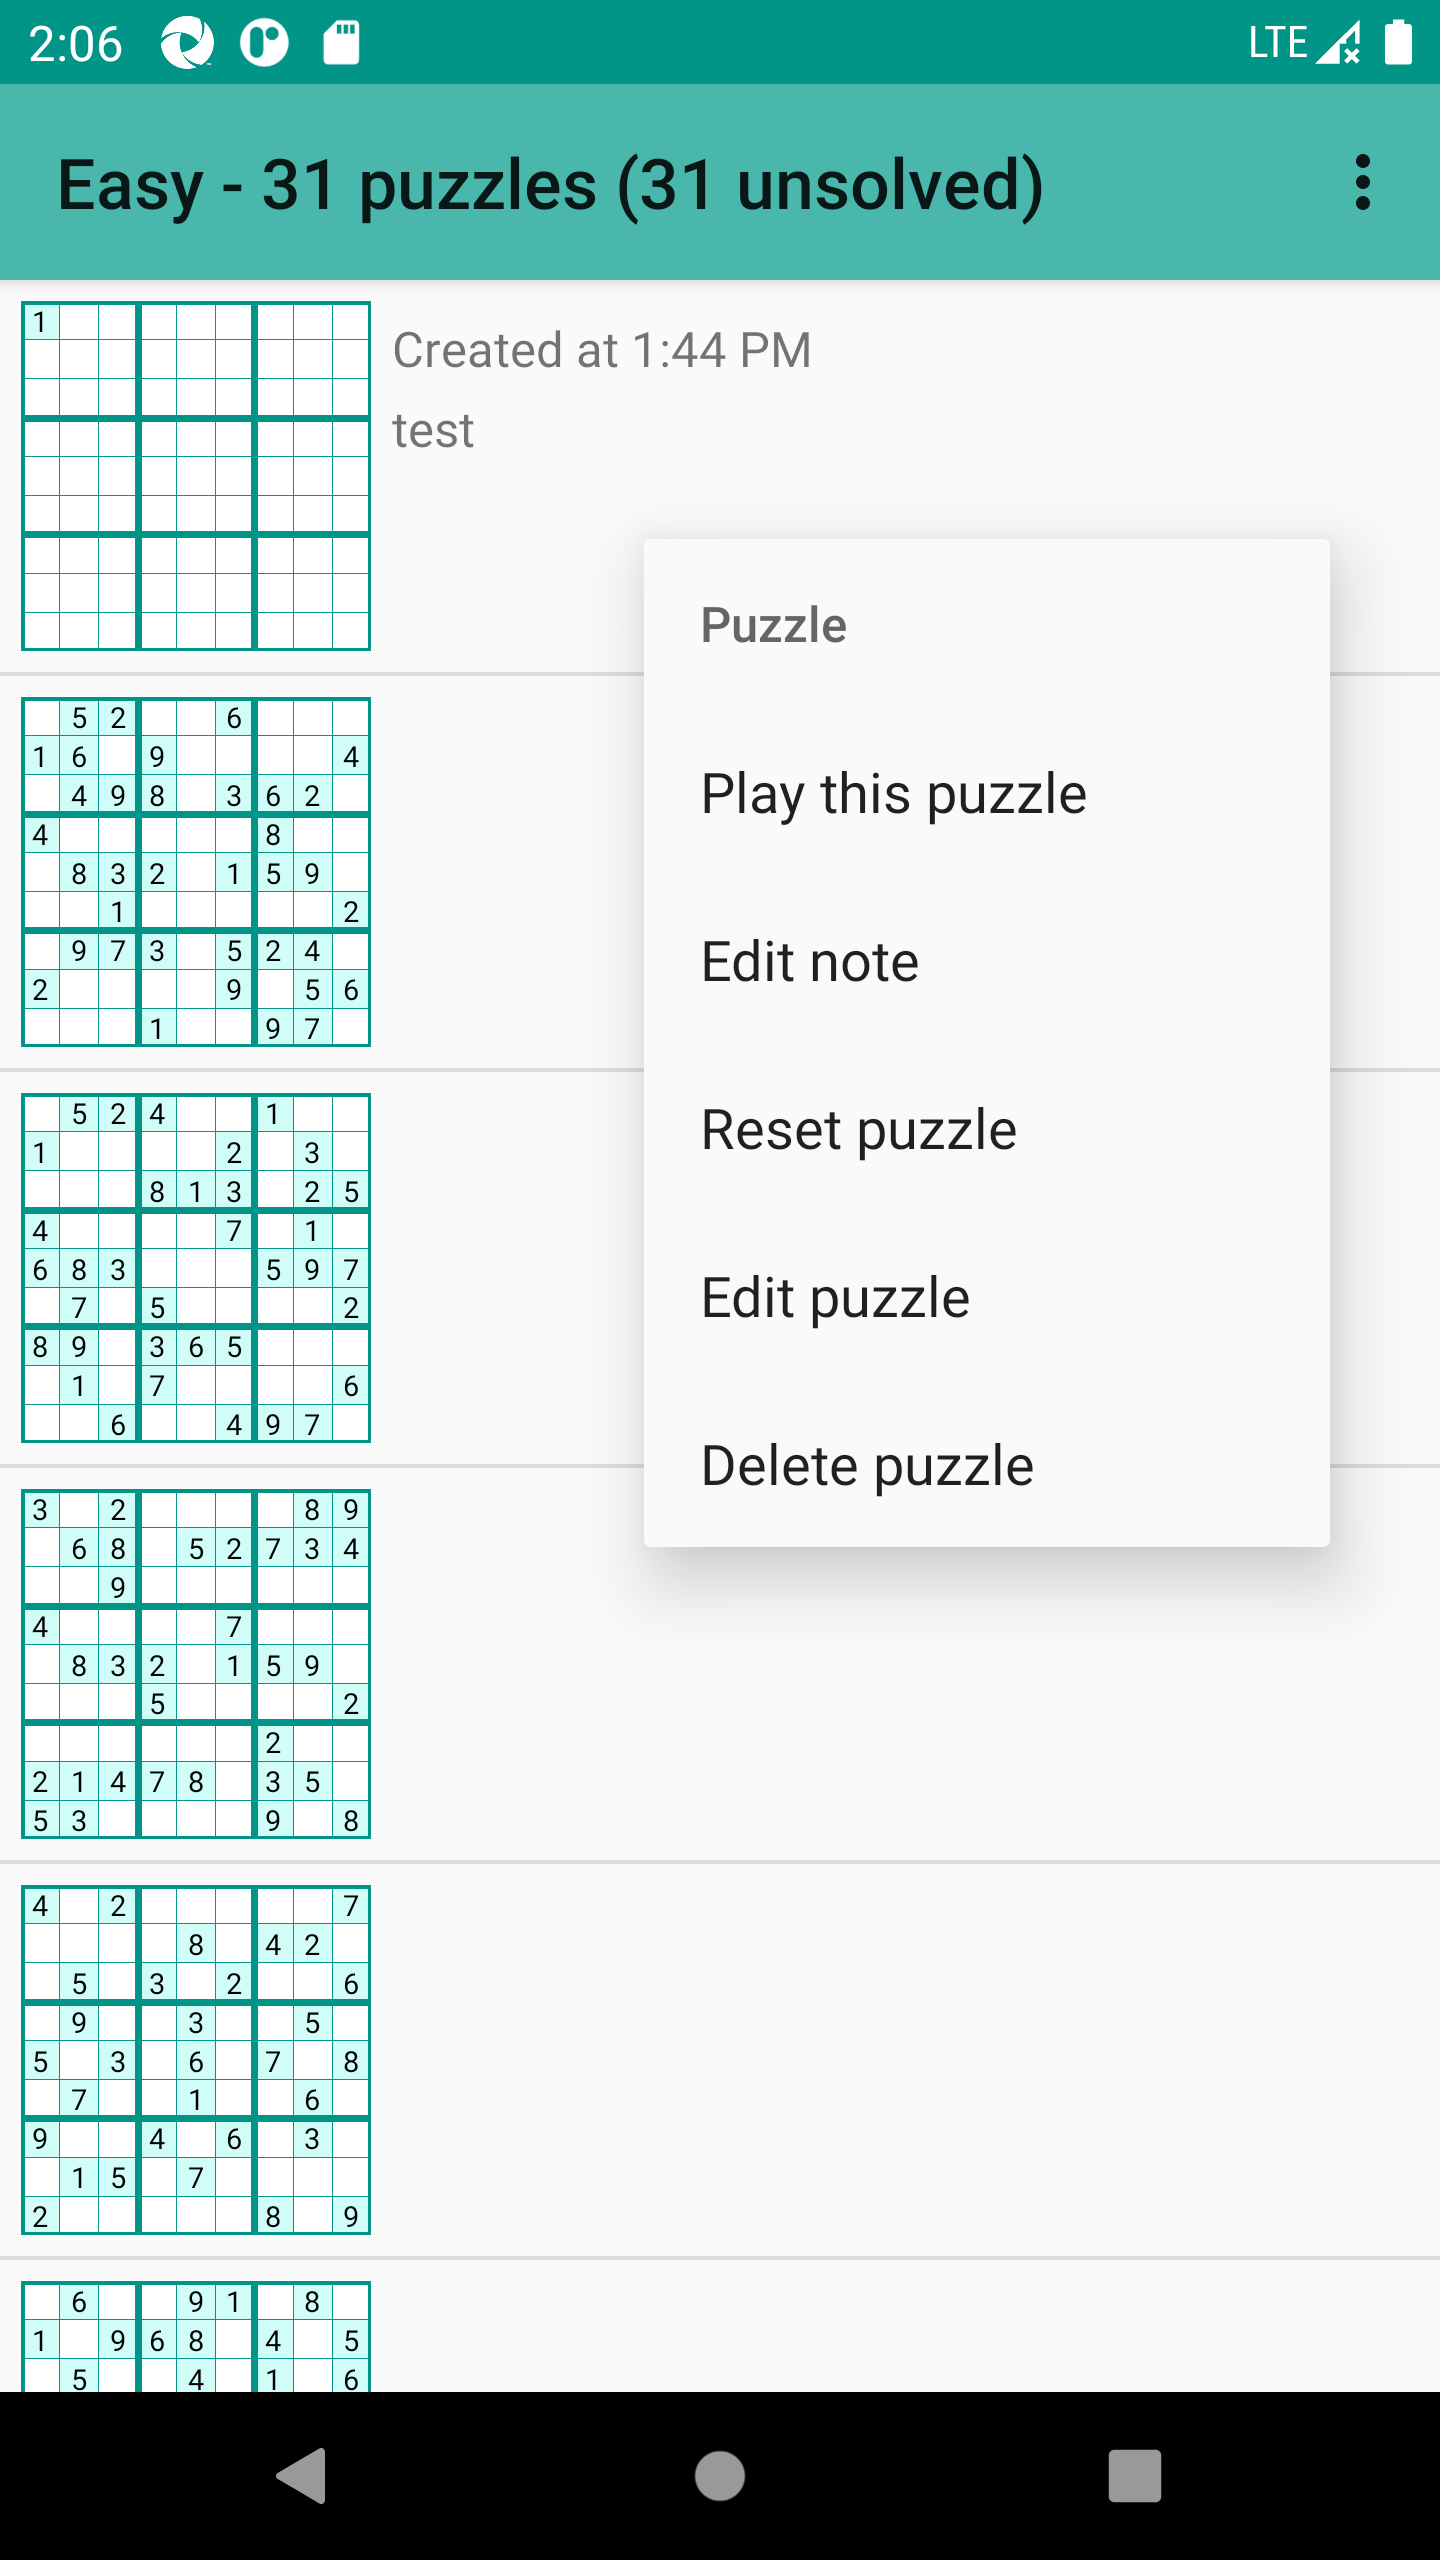 2:06
LTE
Easy - 31 puzzles (31 unsolved)
1
Created at 1:44 PM
test
Puzzle
Play this puzzle
Edit note
Reset puzzle
Edit puzzle
Delete puzzle
5 2 6
1 6 9 4
4 9 8 3 6 2
4 8
8 3 2 1 5 9
1 2
9 7 3 5 2 4
2 9 5 6
1 9 7
5 2 4 1
1 2 3
8 1 3 2 5
4 7 1
6 8 3 5 9 7
7 5 2
8 9 3 6 5
1 7 6
6 4 9 7
3 2 8 9
6 8 5 2 7 3 4
9
4 7
8 3 2 1 5 9
5 2
2
2 1 4 7 8 3 5
5 3 9 8
4 2 7
8 4 2
5 3 2 6
9 3 5
5 3 6 7 8
7 1 6
9 4 6 3
1 5 7
2 8 9
6 9 1 8
1 9 6 8 4 5
5 4 1 6